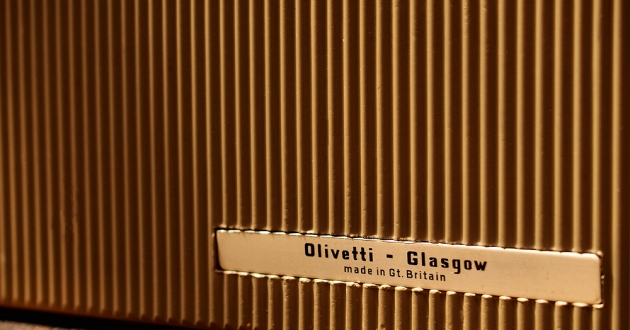 Olivetti - Glasgow
made in Gt. Britain